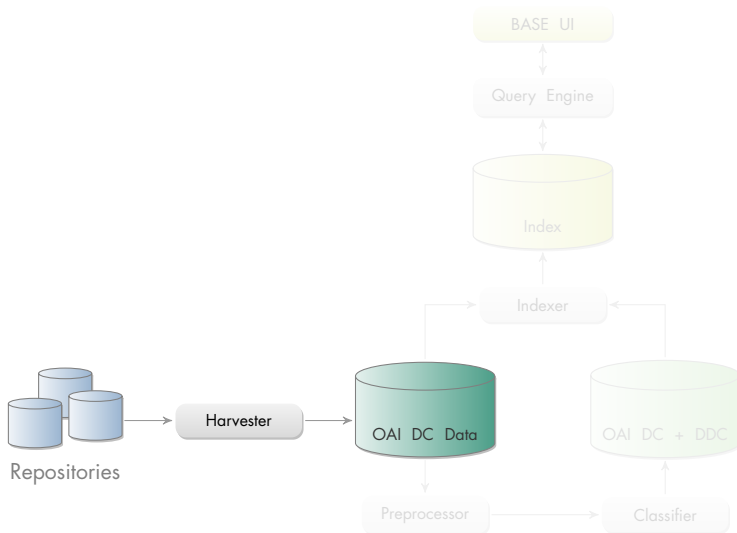 BASE UI
Query Engine
Index
Indexer
Harvester
OAI DC Data
OAI DC + DDC
Repositories
Preprocessor
Classifier